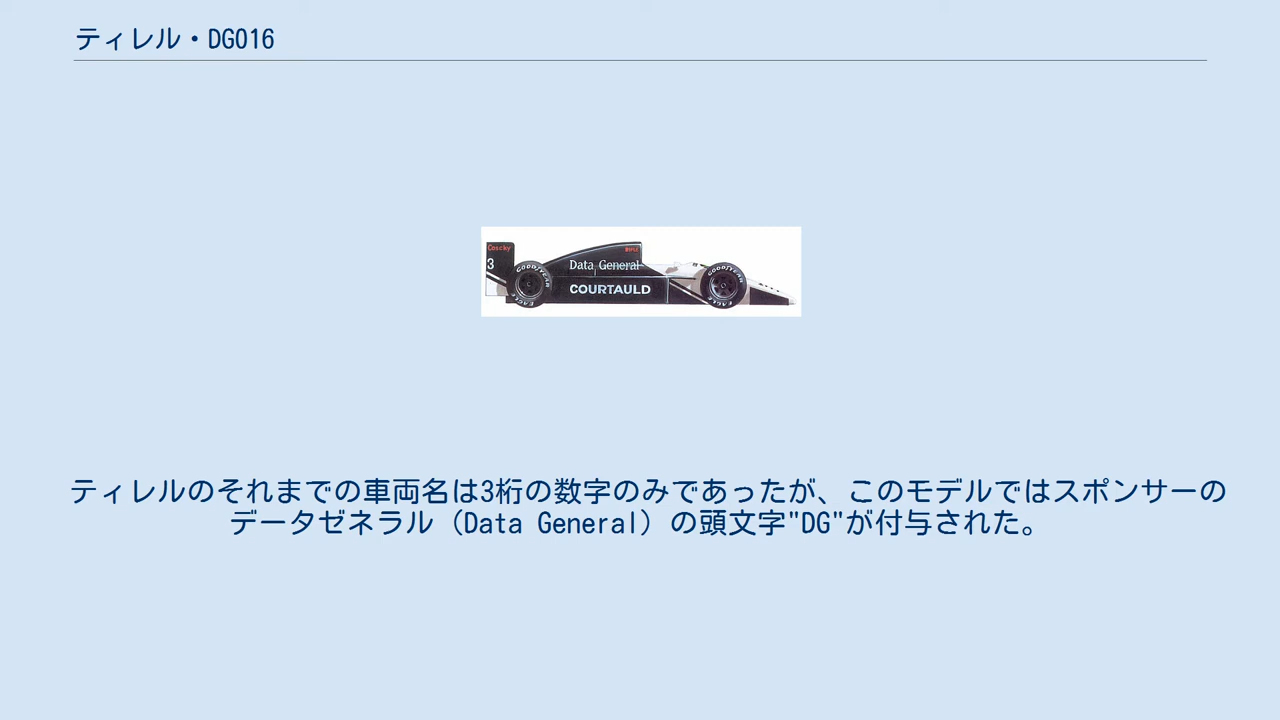 ティレル・DG016
Coscky
3
GOODYEAR
EAGLE
Data General
COURTAULD
GOODYEAR
EAGLE
ティレルのそれまでの車両名は3桁の数字のみであったが、このモデルではスポンサーの
データゼネラル（Data General）の頭文字"DG"が付与された。